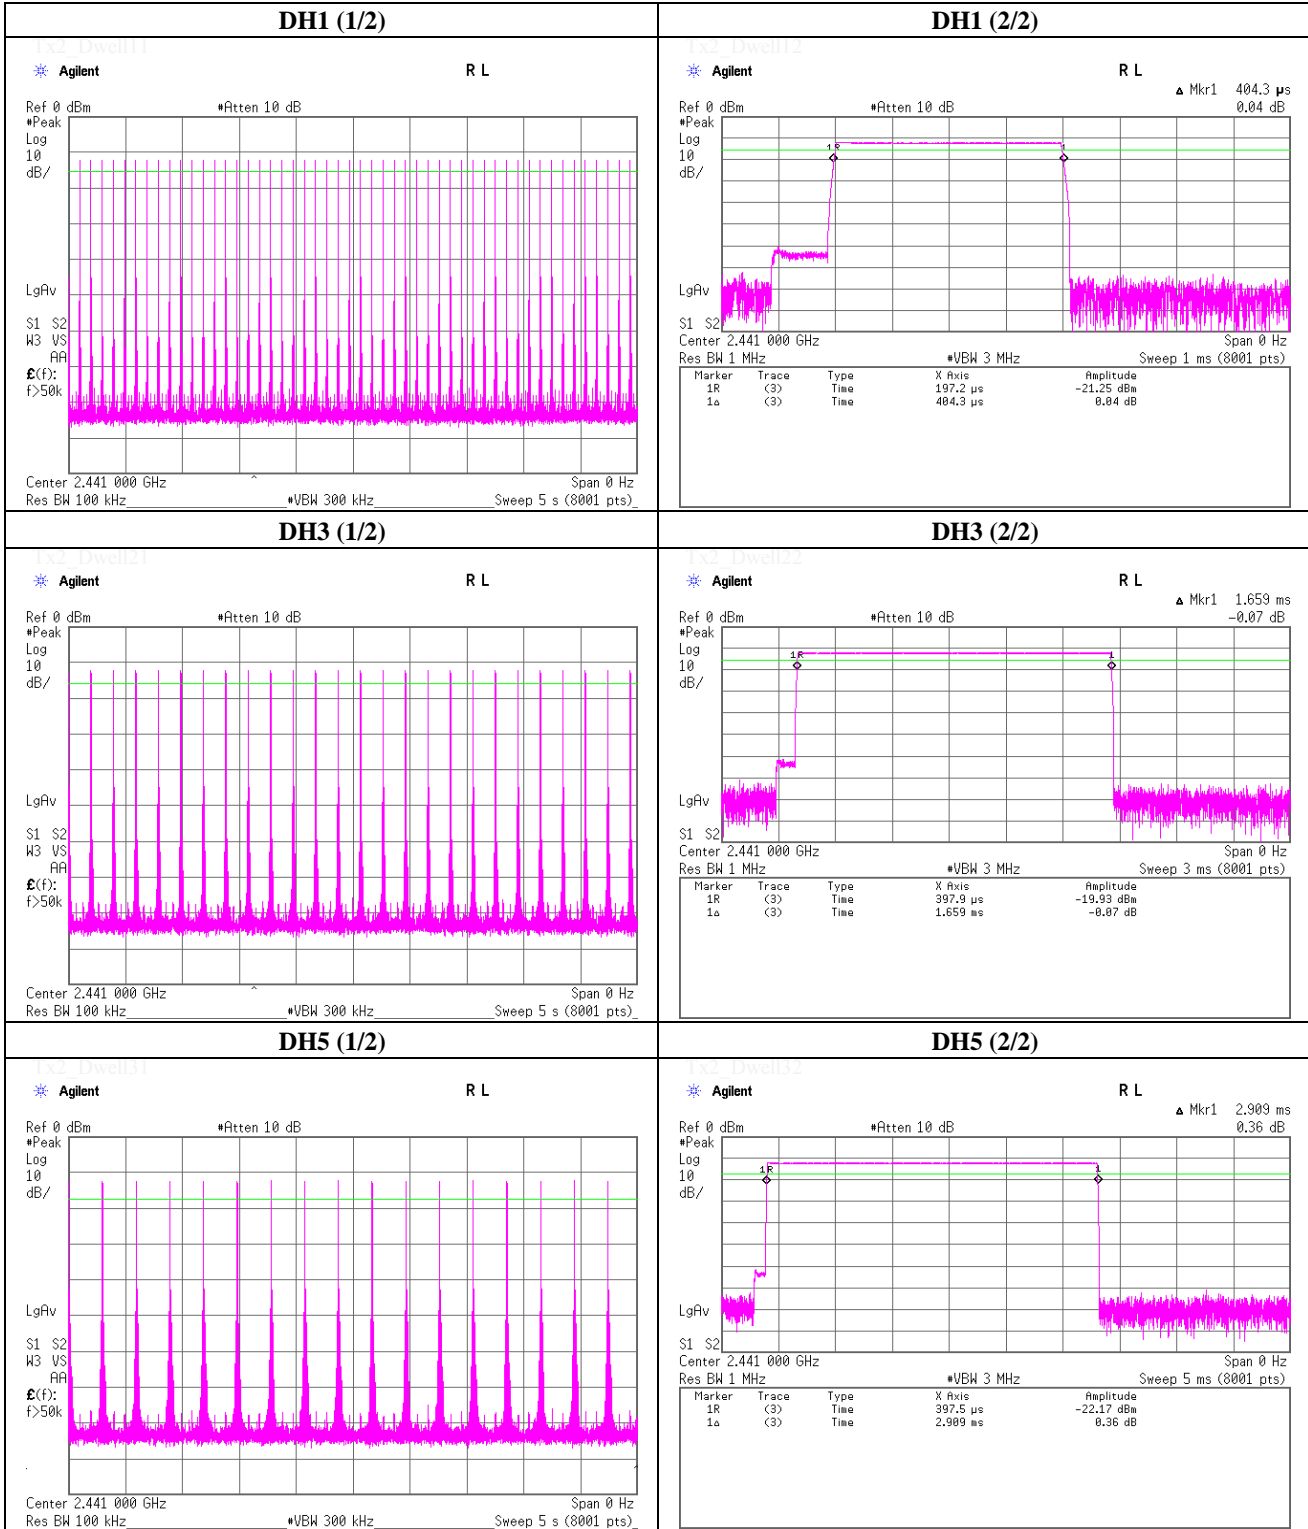 DH1 (1/2)
DH1 (2/2)
Tx2_Dwell11
Agilent
R L
Ref 0 dBm
#Atten 10 dB
#Peak
Log
10
dB/
LgAv
S1 S2
W3 VS
AA
£(f):
f>50k
Center 2.441 000 GHz
^
Span 0 Hz
Res BW 100 kHz
#VBW 300 kHz
Sweep 5 s (8001 pts)
Tx2_Dwell12
Agilent
R L
Δ Mkr1 404.3 µs
Ref 0 dBm
#Atten 10 dB
0.04 dB
#Peak
Log
10
dB/
1R
1
LgAv
S1 S2
Center 2.441 000 GHz
Span 0 Hz
Res BW 1 MHz
#VBW 3 MHz
Sweep 1 ms (8001 pts)
Marker Trace Type X Axis Amplitude
1R (3) Time 197.2 µs -21.25 dBm
1Δ (3) Time 404.3 µs 0.04 dB
DH3 (1/2)
DH3 (2/2)
Tx2_Dwell21
Agilent
R L
Ref 0 dBm
#Atten 10 dB
#Peak
Log
10
dB/
LgAv
S1 S2
W3 VS
AA
£(f):
f>50k
Center 2.441 000 GHz
^
Span 0 Hz
Res BW 100 kHz
#VBW 300 kHz
Sweep 5 s (8001 pts)
Tx2_Dwell22
Agilent
R L
Δ Mkr1 1.659 ms
Ref 0 dBm
#Atten 10 dB
-0.07 dB
#Peak
Log
10
dB/
1R
1
LgAv
S1 S2
Center 2.441 000 GHz
Span 0 Hz
Res BW 1 MHz
#VBW 3 MHz
Sweep 3 ms (8001 pts)
Marker Trace Type X Axis Amplitude
1R (3) Time 397.9 µs -19.93 dBm
1Δ (3) Time 1.659 ms -0.07 dB
DH5 (1/2)
DH5 (2/2)
Tx2_Dwell31
Agilent
R L
Ref 0 dBm
#Atten 10 dB
#Peak
Log
10
dB/
LgAv
S1 S2
W3 VS
AA
£(f):
f>50k
Center 2.441 000 GHz
Span 0 Hz
Res BW 100 kHz
#VBW 300 kHz
Sweep 5 s (8001 pts)
Tx2_Dwell32
Agilent
R L
Δ Mkr1 2.909 ms
Ref 0 dBm
#Atten 10 dB
0.36 dB
#Peak
Log
10
dB/
1R
1
LgAv
S1 S2
Center 2.441 000 GHz
Span 0 Hz
Res BW 1 MHz
#VBW 3 MHz
Sweep 5 ms (8001 pts)
Marker Trace Type X Axis Amplitude
1R (3) Time 397.5 µs -22.17 dBm
1Δ (3) Time 2.909 ms 0.36 dB